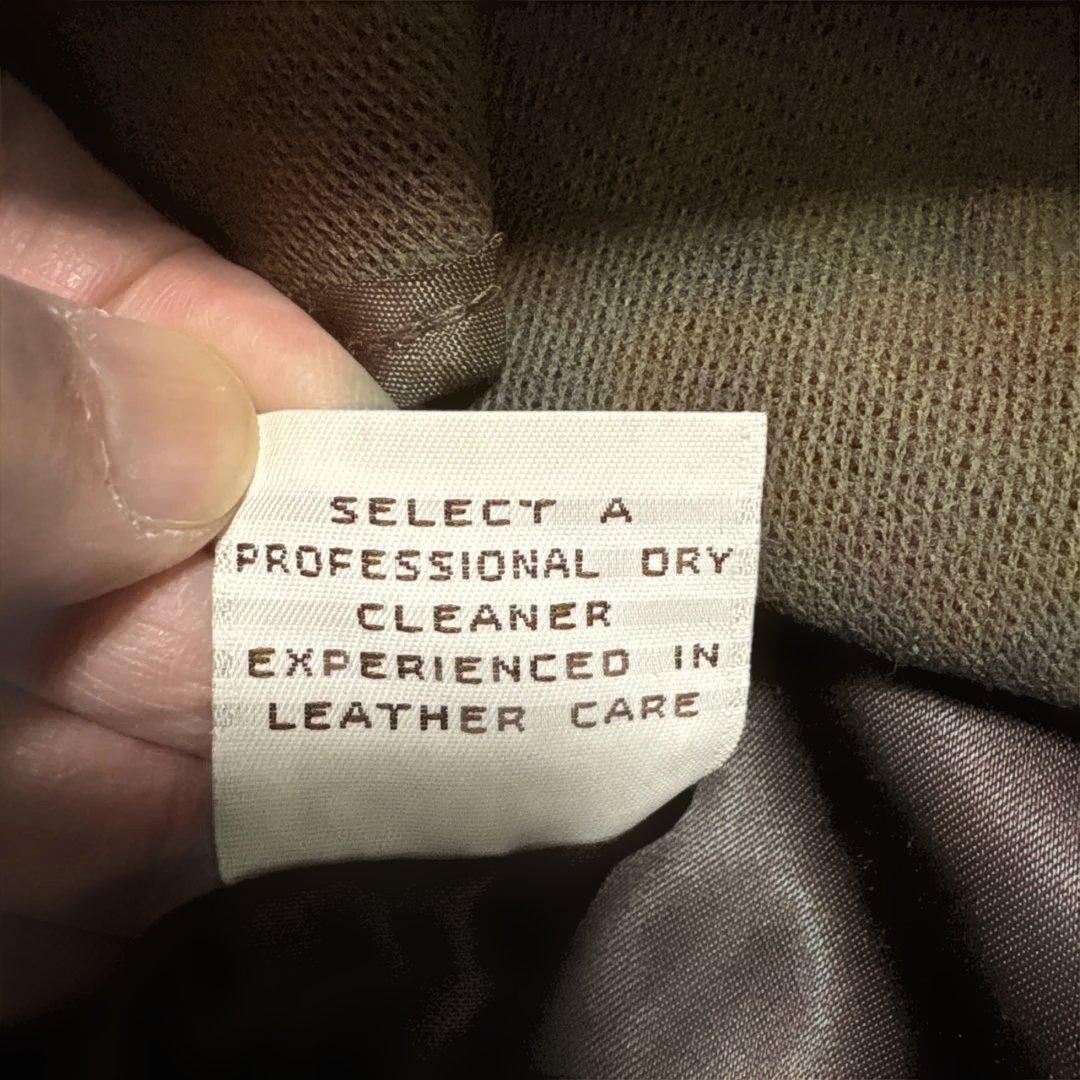 SELECT A
PROFESSIONAL DRY
CLEANER
EXPERIENCED IN
LEATHER CARE